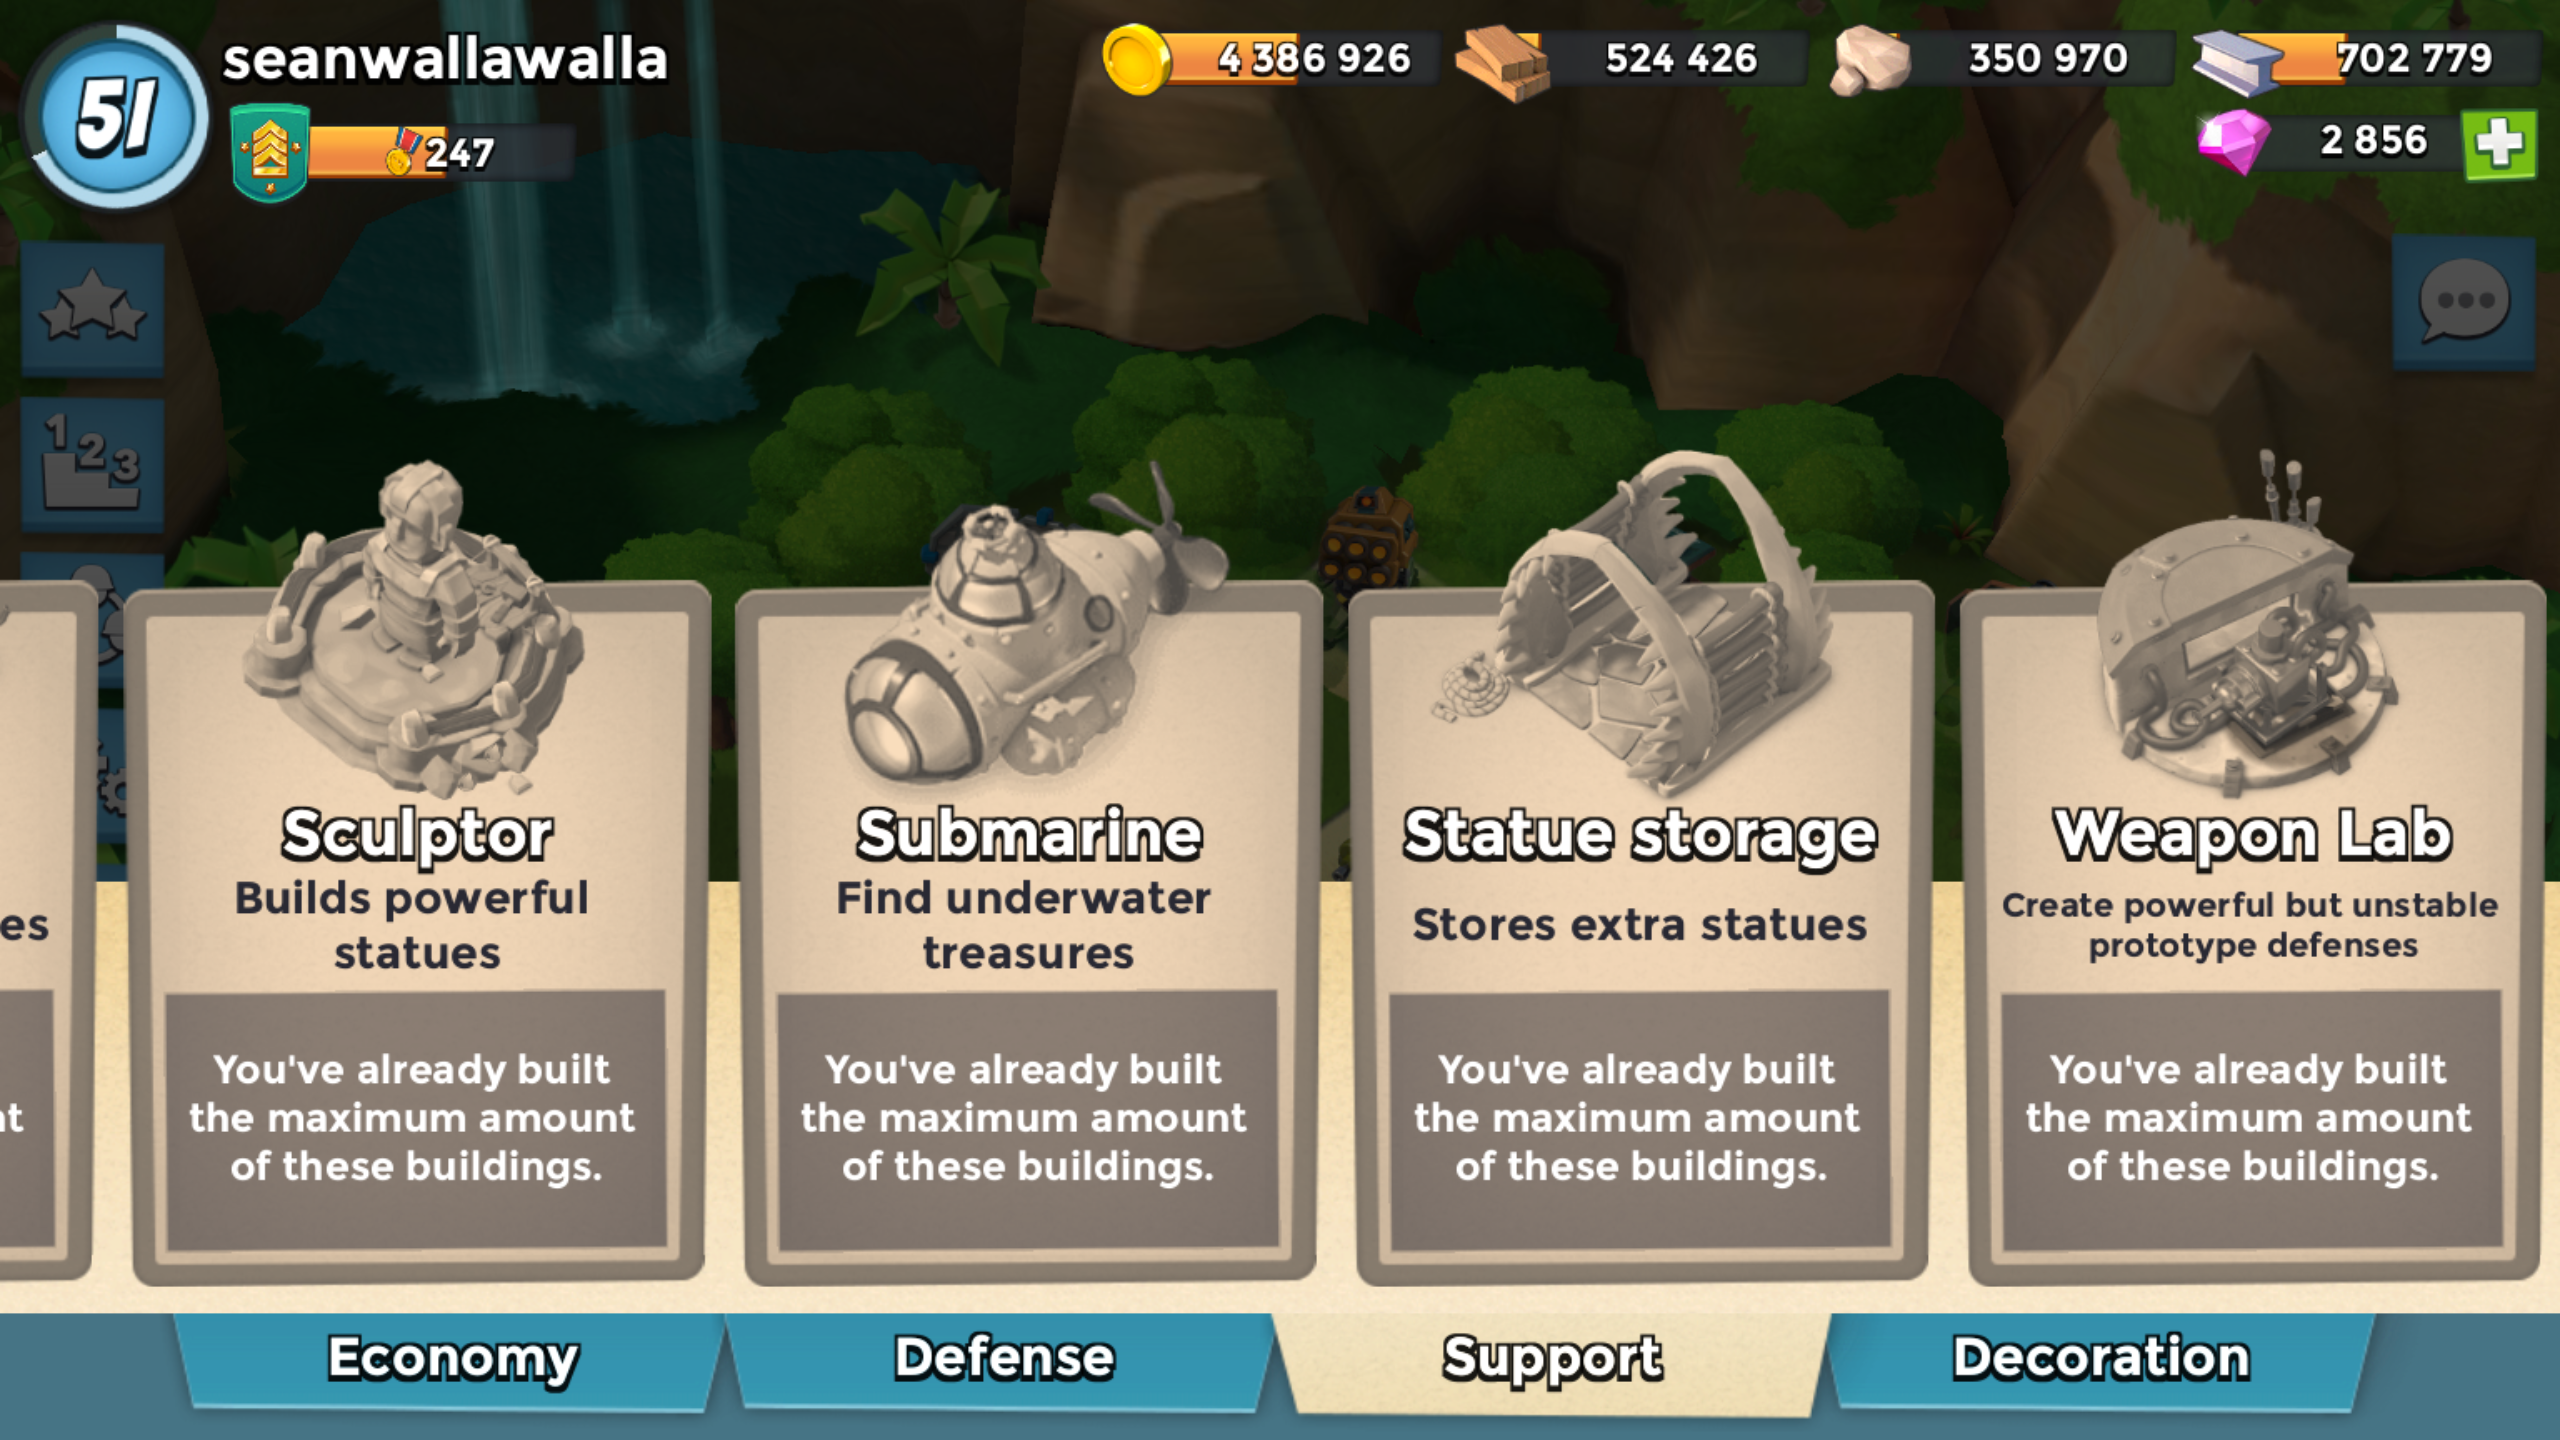 51
seanwallawalla
247
4 386 926
524 426
350 970
702 779
2 856
1 2 3
es
Sculptor
Builds powerful
statues
You've already built
the maximum amount
of these buildings.
Submarine
Find underwater
treasures
You've already built
the maximum amount
of these buildings.
Statue storage
Stores extra statues
You've already built
the maximum amount
of these buildings.
Weapon Lab
Create powerful but unstable
prototype defenses
You've already built
the maximum amount
of these buildings.
Economy
Defense
Support
Decoration